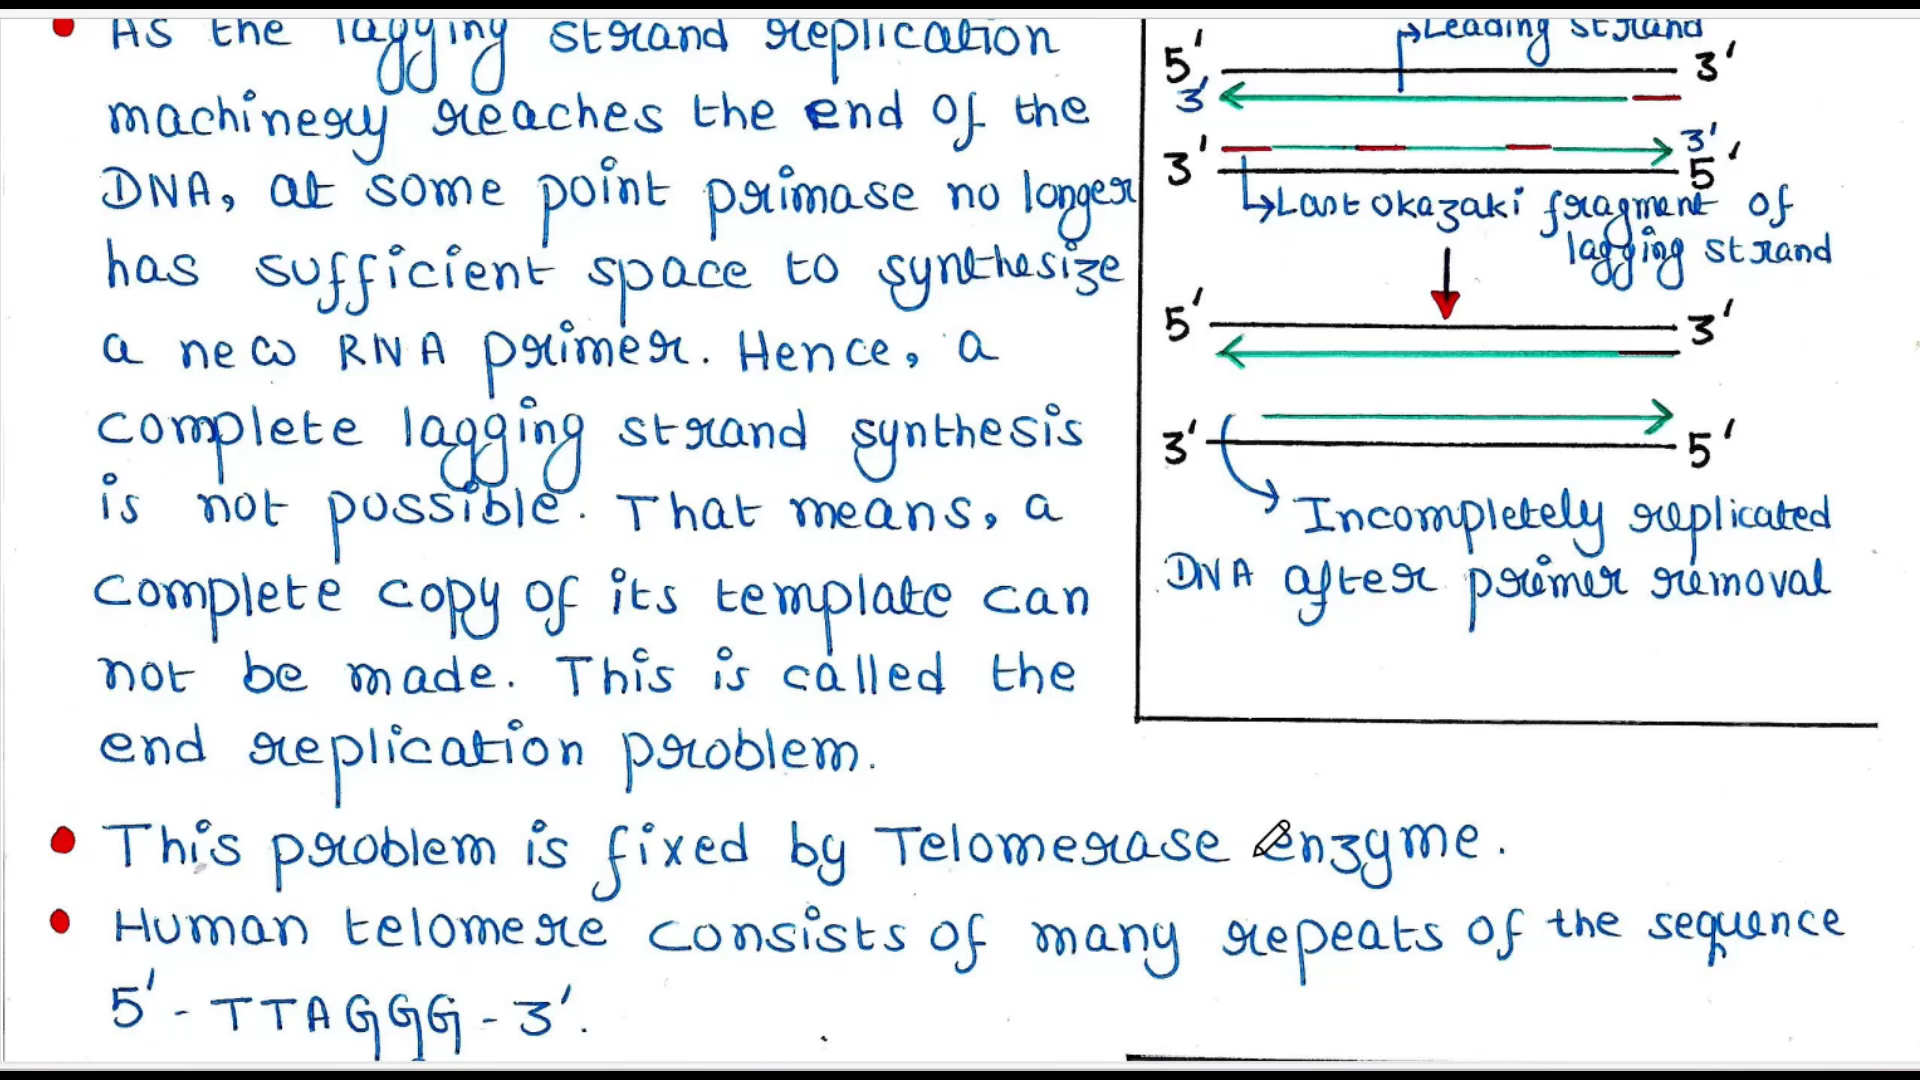 • As the lagging strand replication
machinery reaches the end of the
DNA, at some point primase no longer
has sufficient space to synthesize
a new RNA primer. Hence, a
complete lagging strand synthesis
is not possible. That means, a
complete copy of its template can
not be made. This is called the
end replication problem.
• This problem is fixed by Telomerase enzyme.
• Human telomere consists of many repeats of the sequence
5' - TTAGGG - 3'.
Leading strand
5' 3'
3'
3'
3' 5'
Last okazaki fragment of
lagging strand
5' 3'
3' 5'
Incompletely replicated
DNA after primer removal